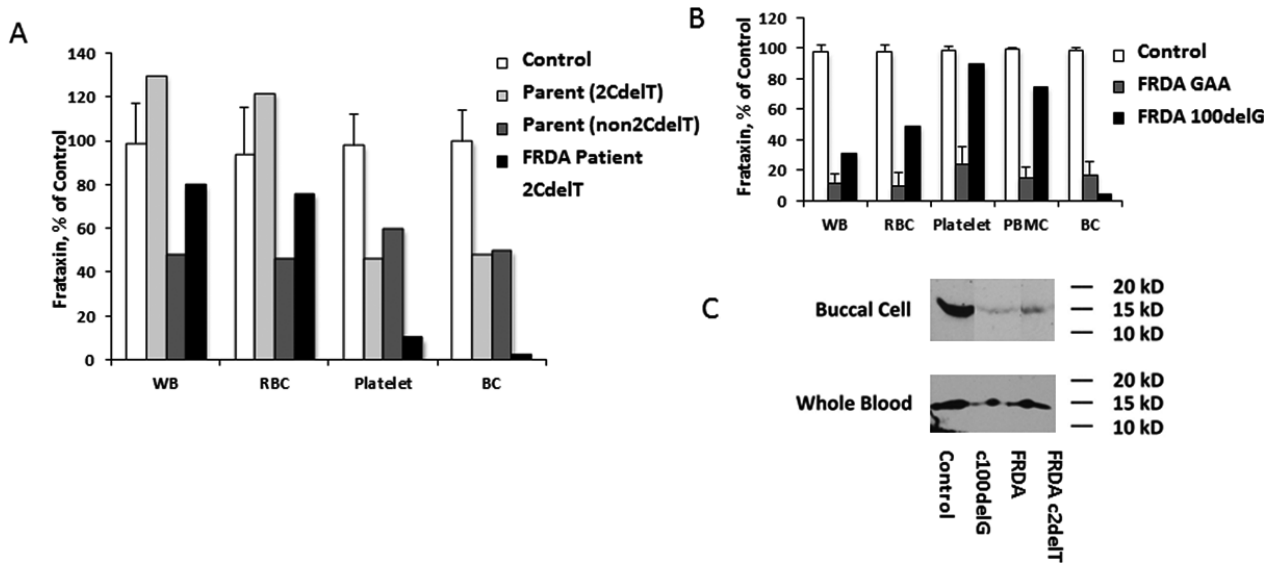 A
Frataxin, % of Control
140
120
100
80
60
40
20
0
WB RBC Platelet BC
Control
Parent (2CdelT)
Parent (non2CdelT)
FRDA Patient
2CdelT
B
Frataxin, % of Control
120
100
80
60
40
20
0
WB RBC Platelet PBMC BC
Control
FRDA GAA
FRDA 100delG
C
Buccal Cell
20 kD
15 kD
10 kD
Whole Blood
20 kD
15 kD
10 kD
Control
c100delG
FRDA
FRDA c2delT